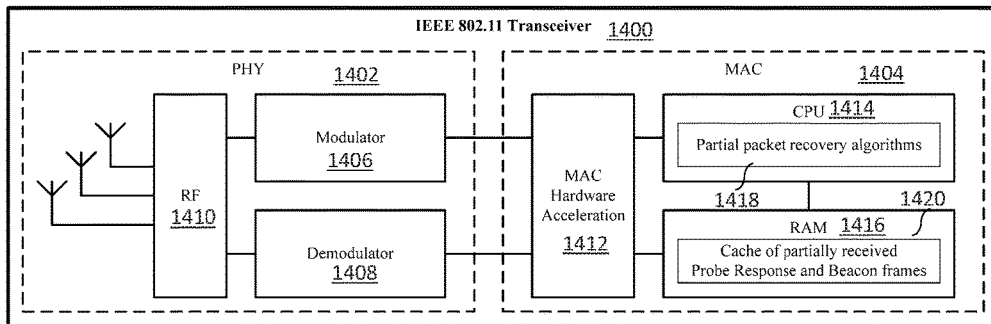 IEEE 802.11 Transceiver 1400
PHY
1402
RF
1410
Modulator
1406
Demodulator
1408
MAC
1404
MAC
Hardware
Acceleration
1412
CPU 1414
Partial packet recovery algorithms
1418
1420
RAM 1416
Cache of partially received
Probe Response and Beacon frames